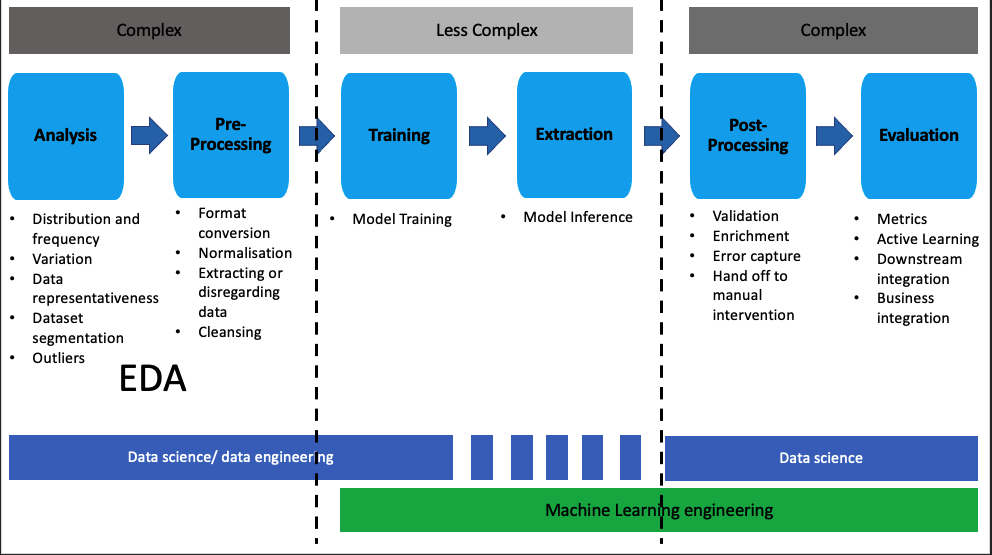 Complex
Less Complex
Complex
Analysis
Pre-
Processing
Training
Extraction
Post-
Processing
Evaluation
• Distribution and
frequency
• Variation
• Data
representativeness
• Dataset
segmentation
• Outliers
• Format
conversion
• Normalisation
• Extracting or
disregarding
data
• Cleansing
• Model Training
• Model Inference
• Validation
• Enrichment
• Error capture
• Hand off to
manual
intervention
• Metrics
• Active Learning
• Downstream
integration
• Business
integration
EDA
Data science/ data engineering
Data science
Machine Learning engineering